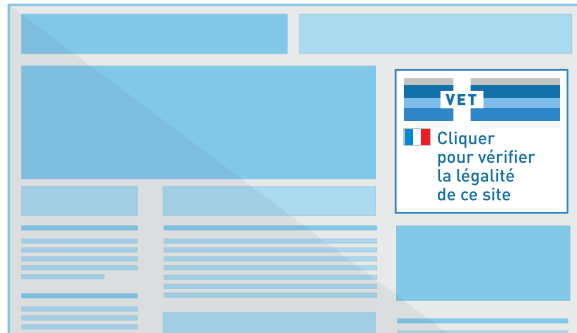 VET
Cliquer
pour vérifier
la légalité
de ce site